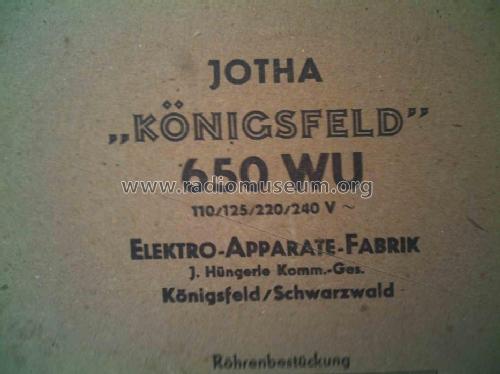 JOTHA
„KÖNIGSFELD”
650 WU
www.radiomuseum.org
110/125/220/240 V ~
ELEKTRO-APPARATE-FABRIK
J. Hüngerle Komm.-Ges.
Königsfeld/Schwarzwald
Röhrenbestückung